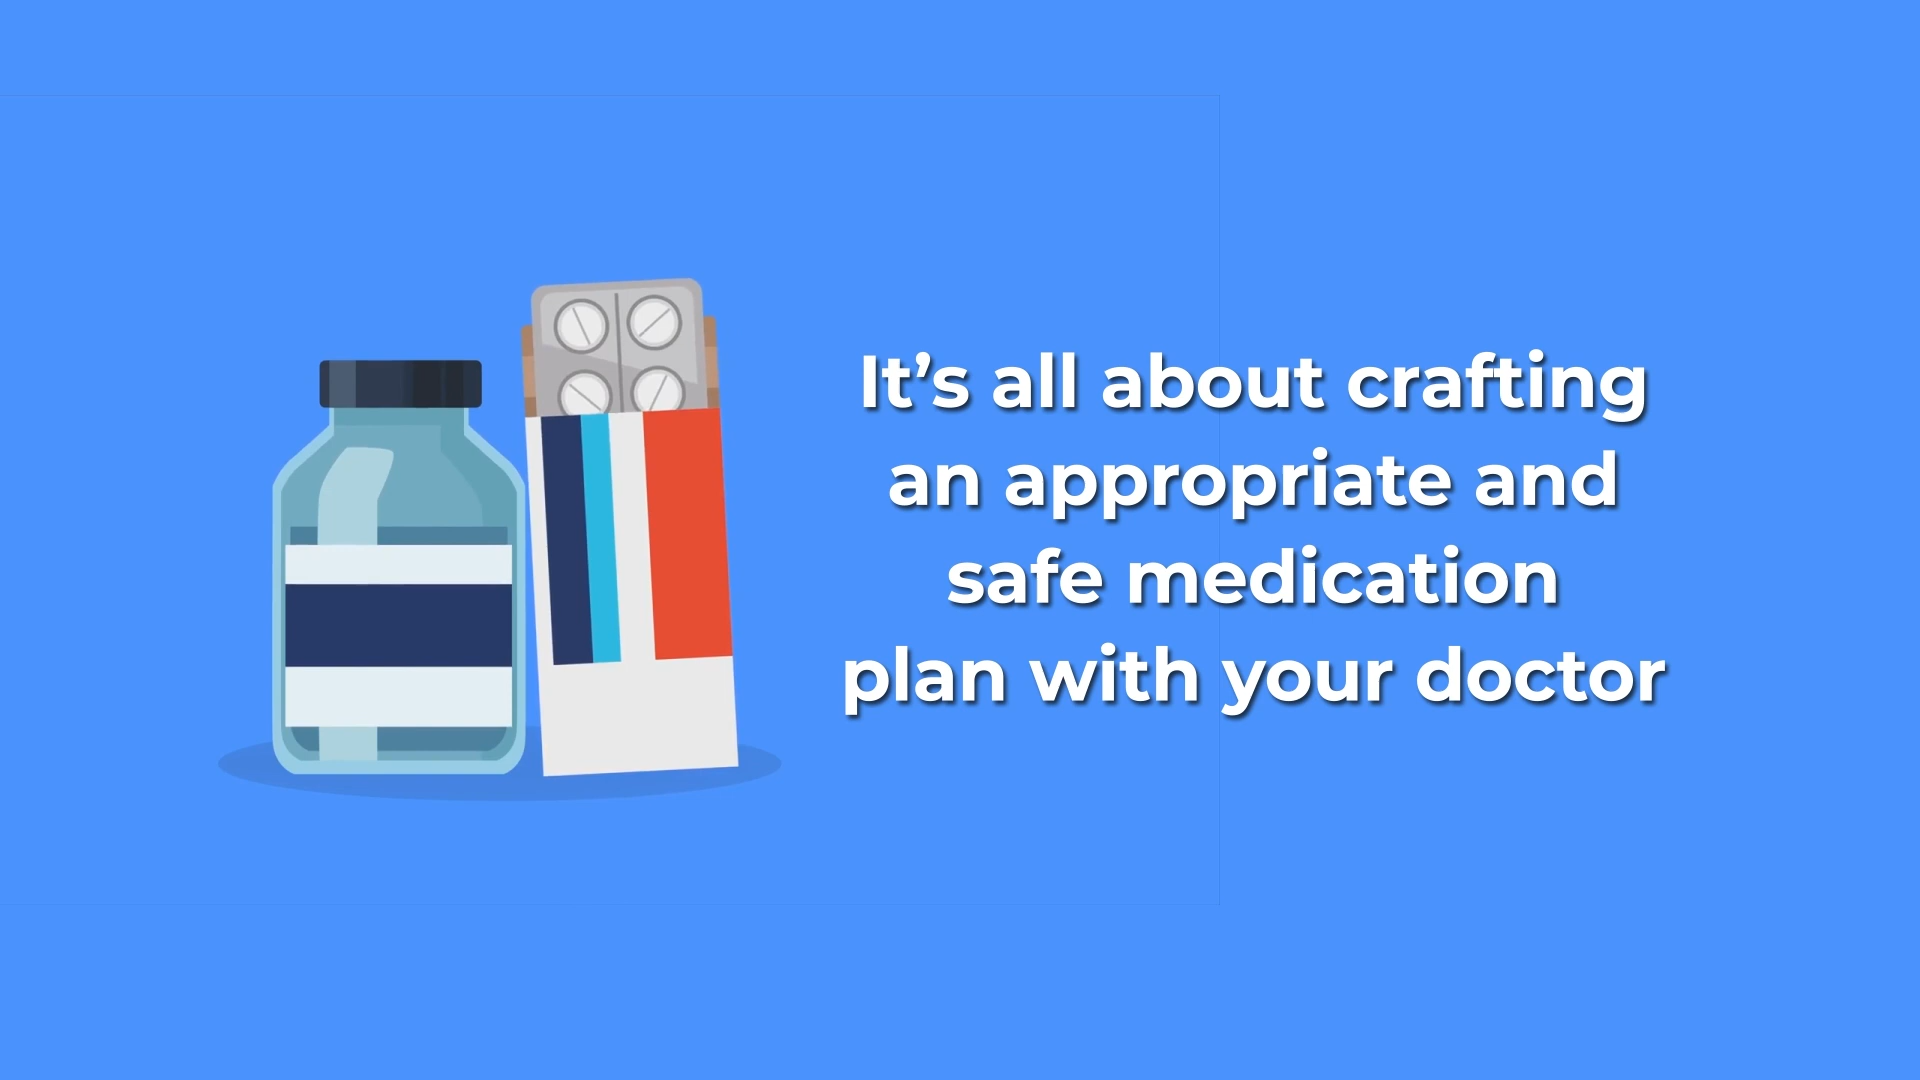 It’s all about crafting
an appropriate and
safe medication
plan with your doctor